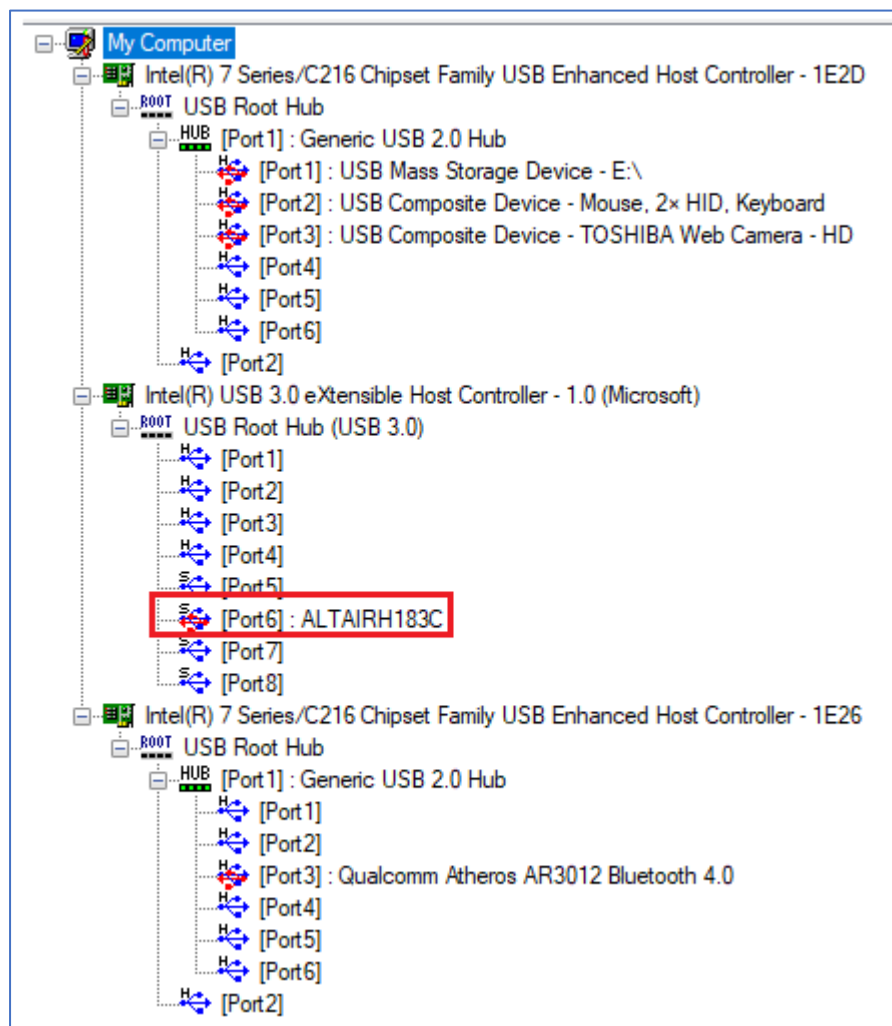 My Computer
Intel(R) 7 Series/C216 Chipset Family USB Enhanced Host Controller - 1E2D
ROOT USB Root Hub
HUB [Port1] : Generic USB 2.0 Hub
H [Port1] : USB Mass Storage Device - E:\
H [Port2] : USB Composite Device - Mouse, 2× HID, Keyboard
H [Port3] : USB Composite Device - TOSHIBA Web Camera - HD
H [Port4]
H [Port5]
H [Port6]
H [Port2]
Intel(R) USB 3.0 eXtensible Host Controller - 1.0 (Microsoft)
ROOT USB Root Hub (USB 3.0)
H [Port1]
H [Port2]
H [Port3]
H [Port4]
S [Port5]
S [Port6] : ALTAIRH183C
S [Port7]
S [Port8]
Intel(R) 7 Series/C216 Chipset Family USB Enhanced Host Controller - 1E26
ROOT USB Root Hub
HUB [Port1] : Generic USB 2.0 Hub
H [Port1]
H [Port2]
H [Port3] : Qualcomm Atheros AR3012 Bluetooth 4.0
H [Port4]
H [Port5]
H [Port6]
H [Port2]